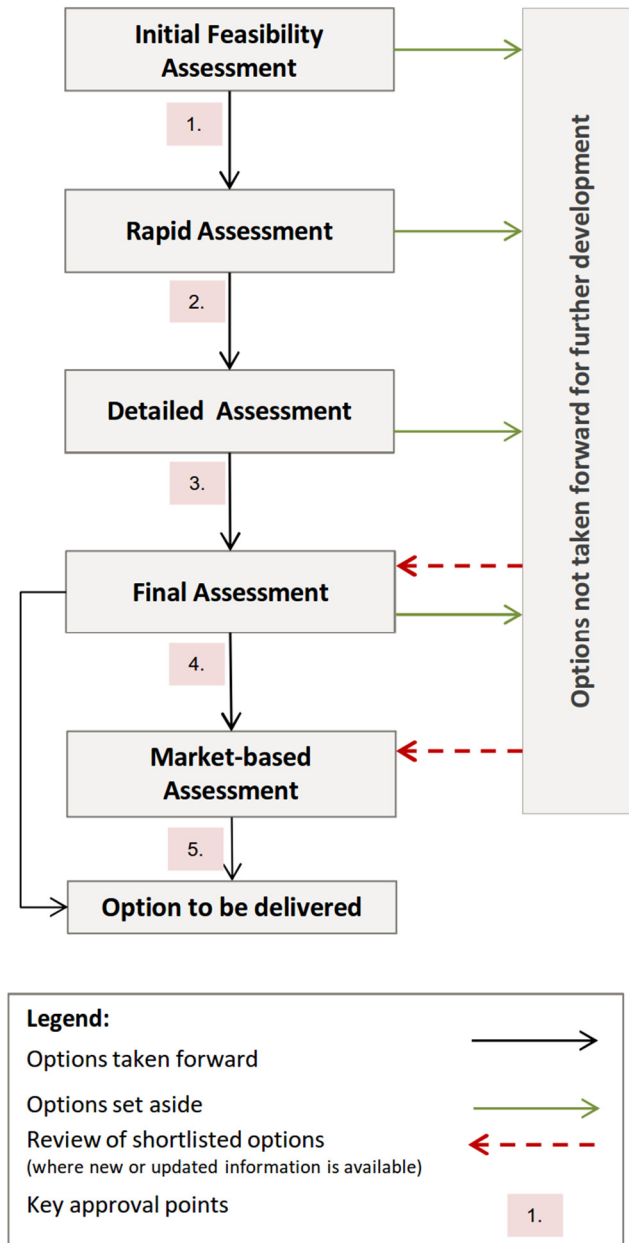 Initial Feasibility
Assessment
1.
Rapid Assessment
2.
Detailed Assessment
3.
Final Assessment
4.
Market-based
Assessment
5.
Option to be delivered
Options not taken forward for further development
Legend:
Options taken forward
Options set aside
Review of shortlisted options
(where new or updated information is available)
Key approval points
1.